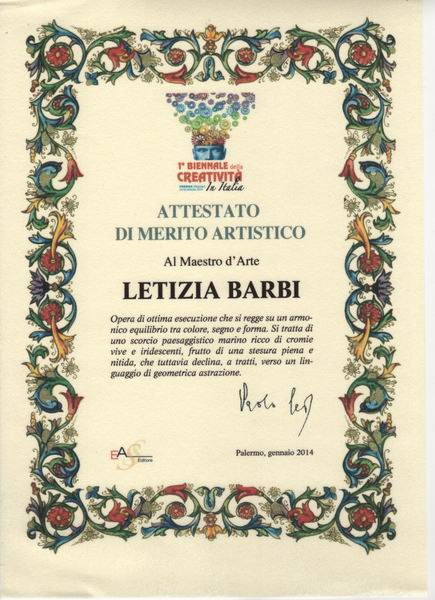 1ª BIENNALE della
CREATIVITÀ
In Italia
ATTESTATO
DI MERITO ARTISTICO
Al Maestro d'Arte
LETIZIA BARBI
Opera di ottima esecuzione che si regge su un armo-
nico equilibrio tra colore, segno e forma. Si tratta di
uno scorcio paesaggistico marino ricco di cromie
vive e iridescenti, frutto di una stesura piena e
nitida, che tuttavia declina, a tratti, verso un lin-
guaggio di geometrica astrazione.
EA
Editore
Palermo, gennaio 2014